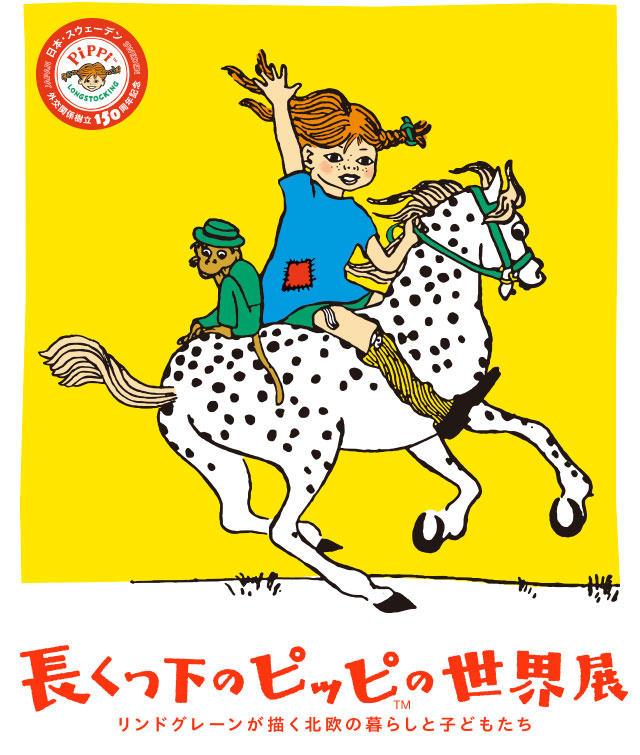 日本・スウェーデン
JAPAN
SWEDEN
PiPPi™
LONGSTOCKING
外交関係樹立150周年記念
長くつ下のピッピの世界展
TM
リンドグレーンが描く北欧の暮らしと子どもたち